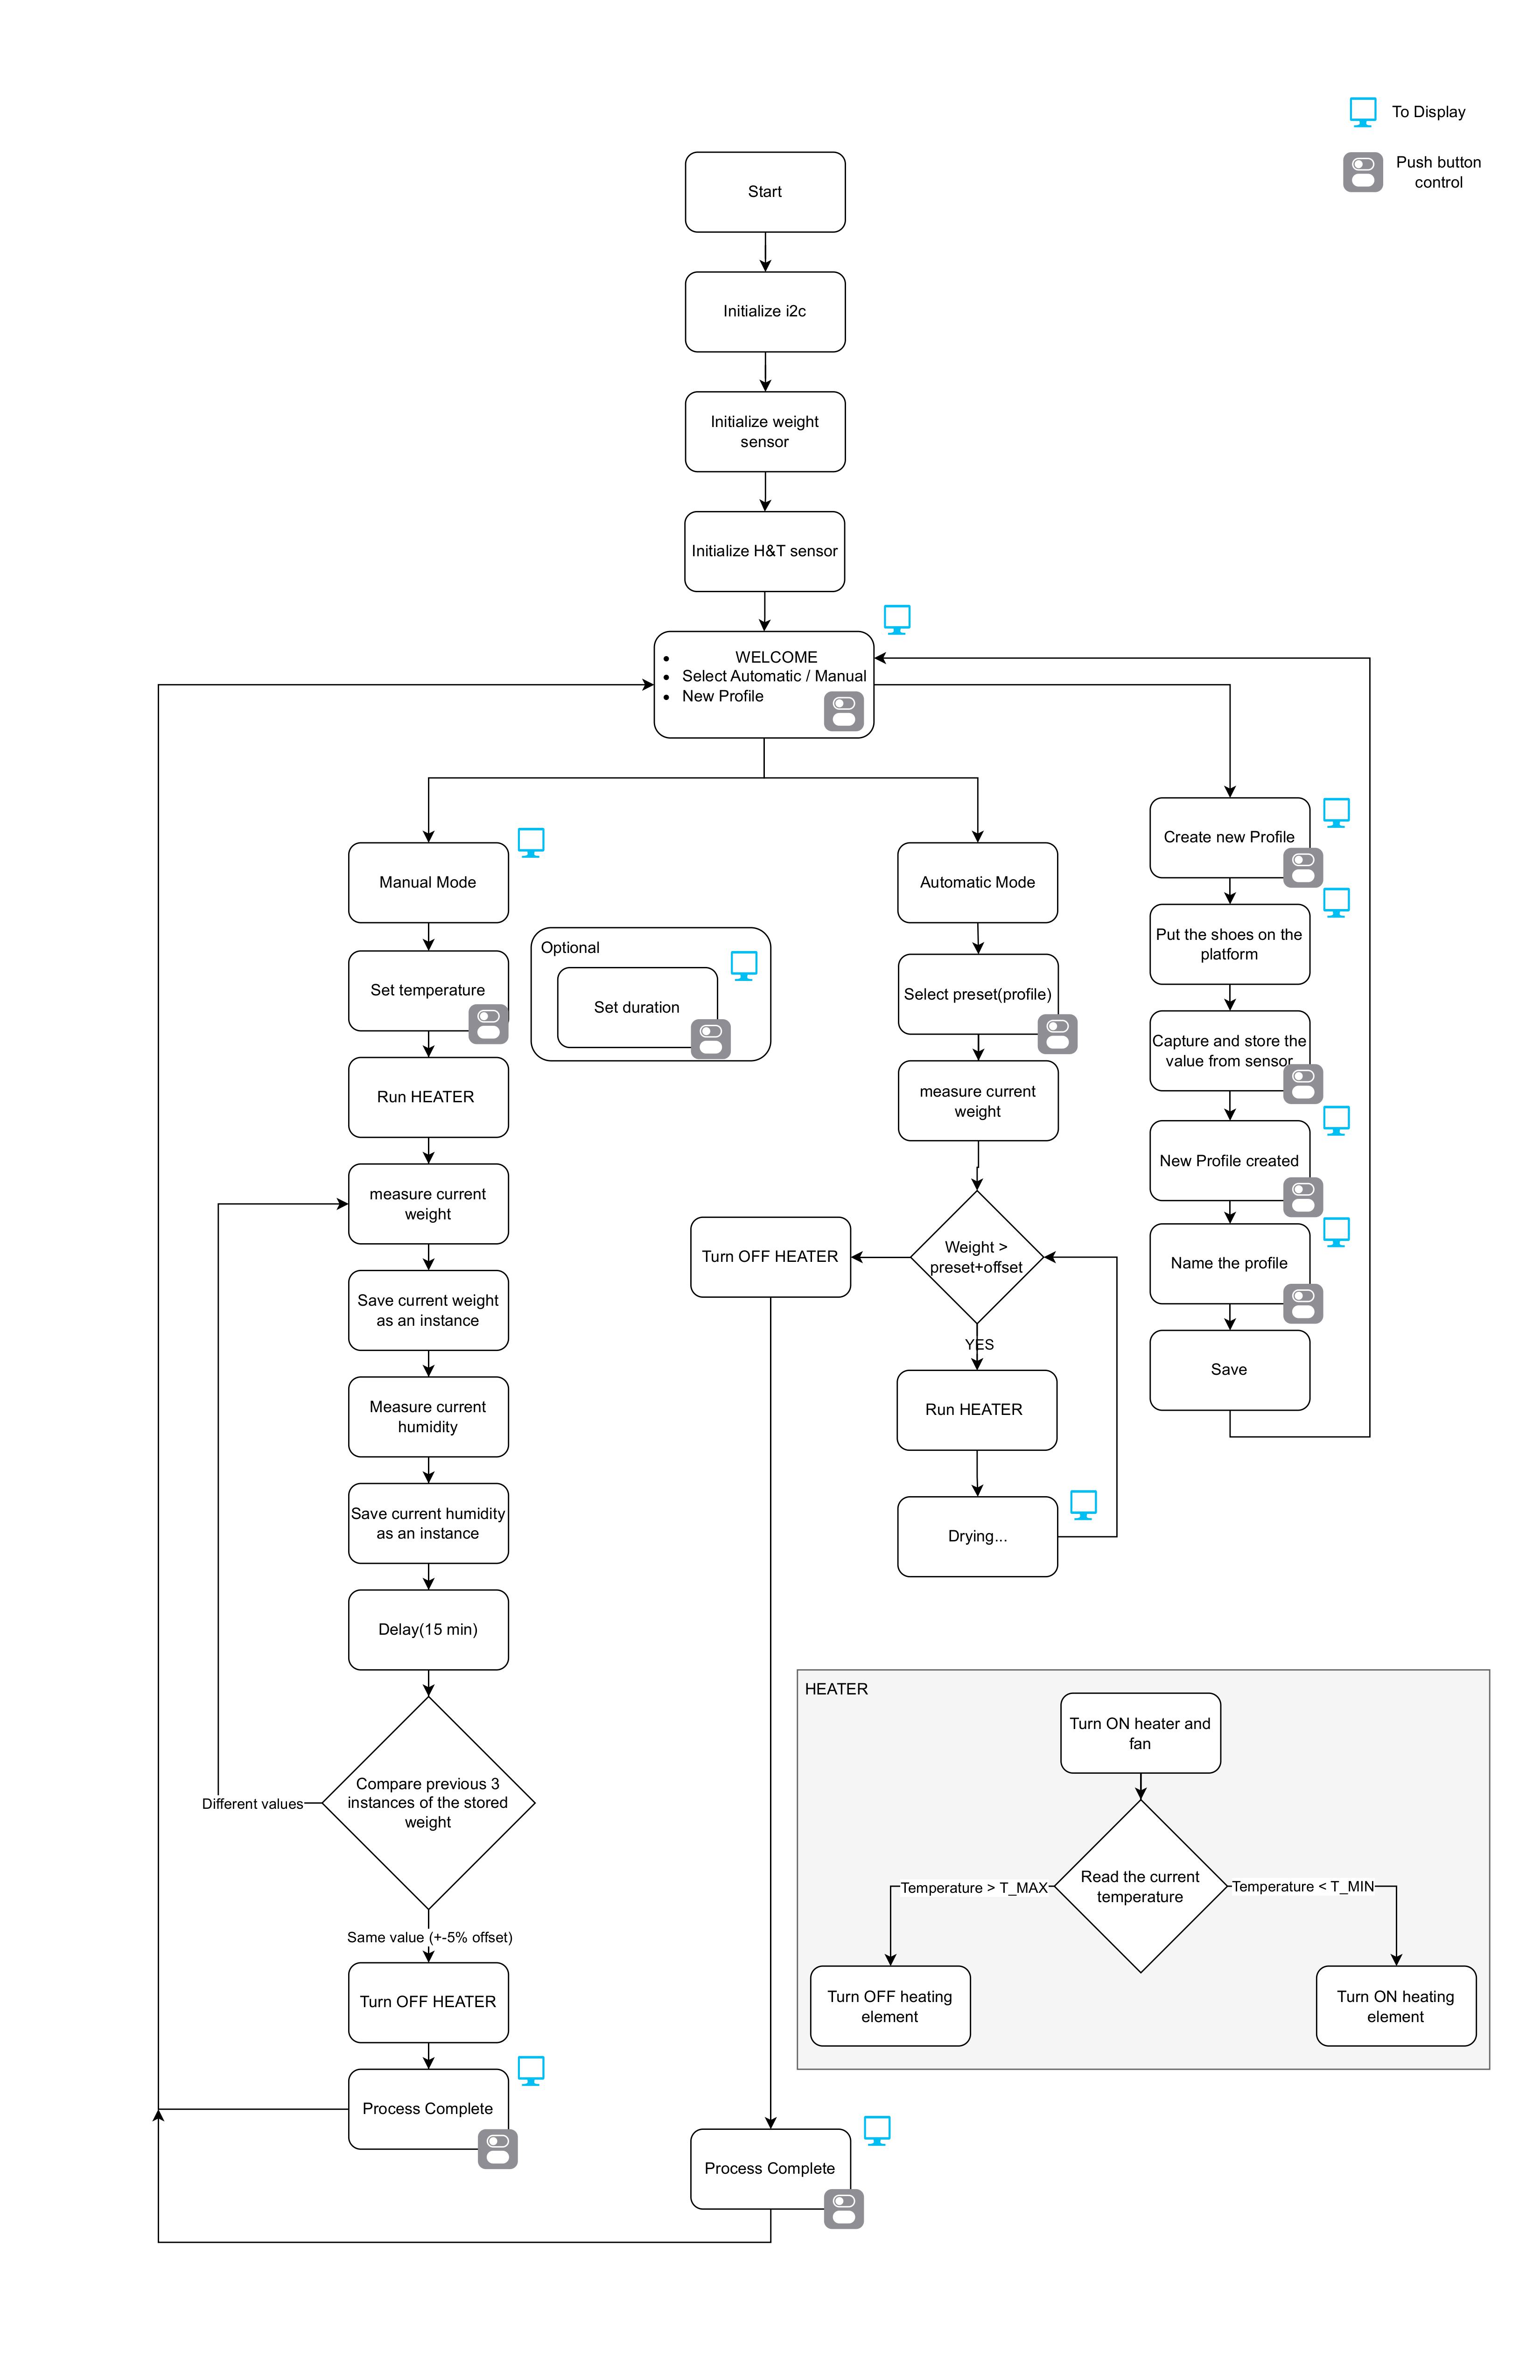 To Display
Push button
control
Start
Initialize i2c
Initialize weight
sensor
Initialize H&T sensor
WELCOME
Select Automatic / Manual
New Profile
Manual Mode
Set temperature
Run HEATER
measure current
weight
Save current weight
as an instance
Measure current
humidity
Save current humidity
as an instance
Delay(15 min)
Compare previous 3
instances of the stored
weight
Different values
Same value (+-5% offset)
Turn OFF HEATER
Process Complete
Optional
Set duration
Automatic Mode
Select preset(profile)
measure current
weight
Weight >
preset+offset
Turn OFF HEATER
YES
Run HEATER
Drying...
Process Complete
Create new Profile
Put the shoes on the
platform
Capture and store the
value from sensor
New Profile created
Name the profile
Save
HEATER
Turn ON heater and
fan
Read the current
temperature
Temperature > T_MAX
Temperature < T_MIN
Turn OFF heating
element
Turn ON heating
element